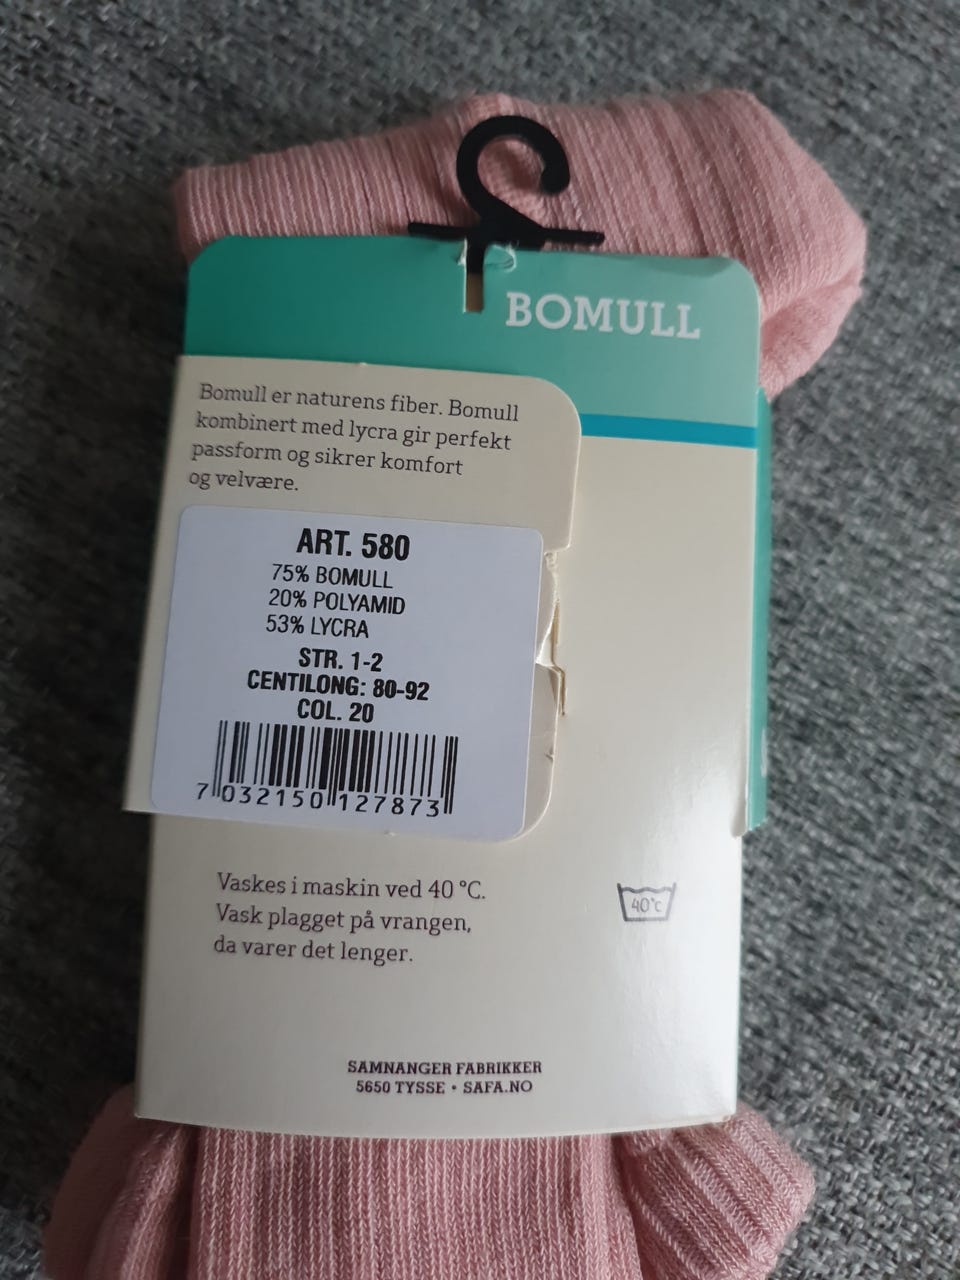 BOMULL
Bomull er naturens fiber. Bomull
kombinert med lycra gir perfekt
passform og sikrer komfort
og velvære.
ART. 580
75% BOMULL
20% POLYAMID
53% LYCRA
STR. 1-2
CENTILONG: 80-92
COL. 20
7 032150 127873
Vaskes i maskin ved 40 °C.
Vask plagget på vrangen,
da varer det lenger.
40°c
SAMNANGER FABRIKKER
5650 TYSSE • SAFA.NO